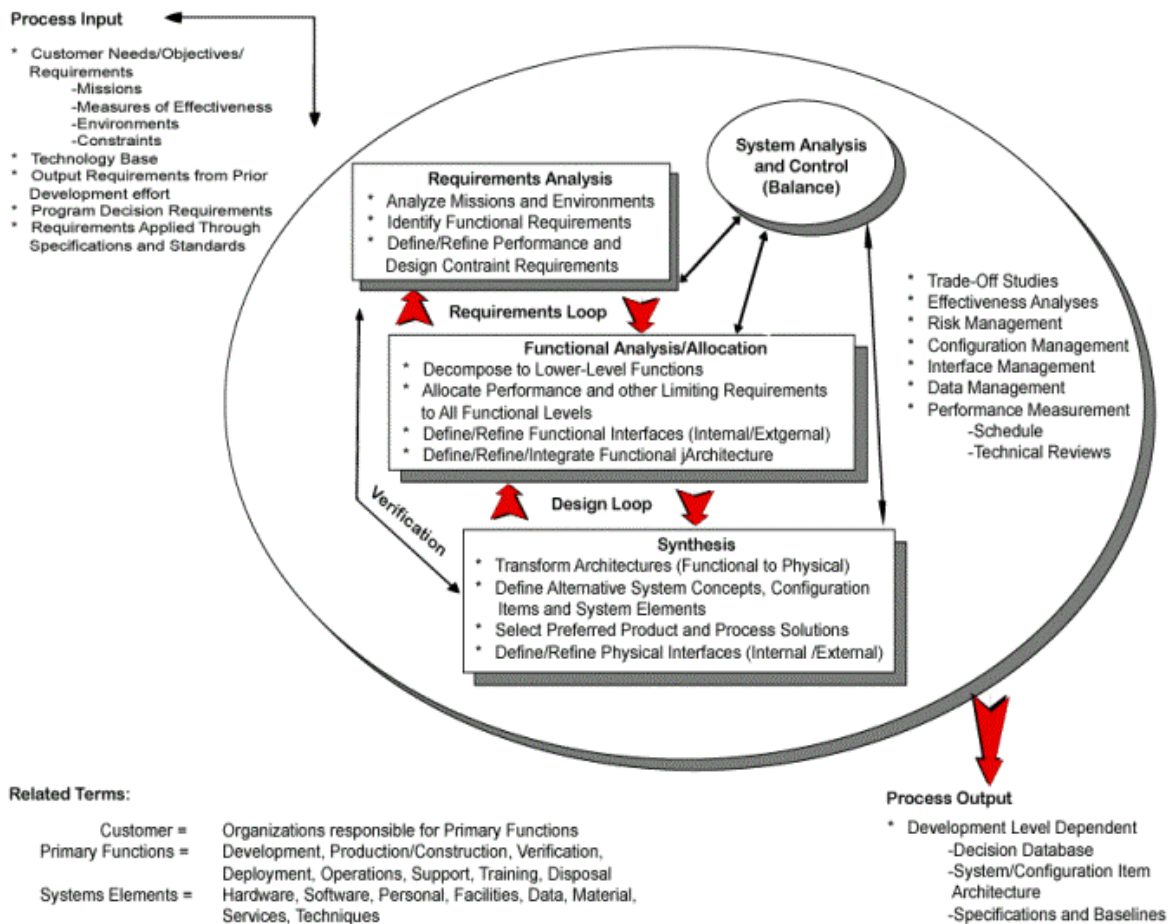 Process Input
* Customer Needs/Objectives/
Requirements
-Missions
-Measures of Effectiveness
-Environments
-Constraints
* Technology Base
* Output Requirements from Prior
Development effort
* Program Decision Requirements
* Requirements Applied Through
Specifications and Standards
System Analysis
and Control
(Balance)
Requirements Analysis
* Analyze Missions and Environments
* Identify Functional Requirements
* Define/Refine Performance and
Design Contraint Requirements
Requirements Loop
Functional Analysis/Allocation
* Decompose to Lower-Level Functions
* Allocate Performance and other Limiting Requirements
to All Functional Levels
* Define/Refine Functional Interfaces (Internal/Extgernal)
* Define/Refine/Integrate Functional jArchitecture
* Trade-Off Studies
* Effectiveness Analyses
* Risk Management
* Configuration Management
* Interface Management
* Data Management
* Performance Measurement
-Schedule
-Technical Reviews
Verification
Design Loop
Synthesis
* Transform Architectures (Functional to Physical)
* Define Alternative System Concepts, Configuration
Items and System Elements
* Select Preferred Product and Process Solutions
* Define/Refine Physical Interfaces (Internal /External)
Related Terms:
Customer = Organizations responsible for Primary Functions
Primary Functions = Development, Production/Construction, Verification,
Deployment, Operations, Support, Training, Disposal
Systems Elements = Hardware, Software, Personal, Facilities, Data, Material,
Services, Techniques
Process Output
* Development Level Dependent
-Decision Database
-System/Configuration Item
Architecture
-Specifications and Baselines